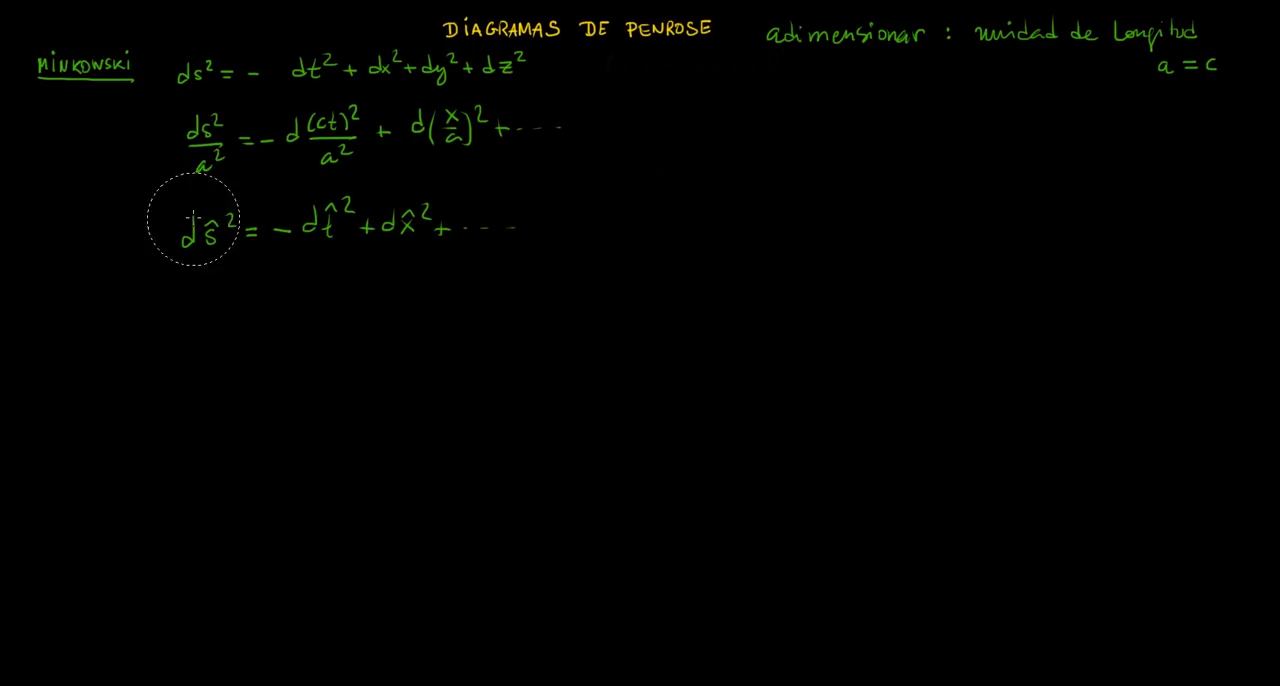 DIAGRAMAS DE PENROSE adimensionar : unidad de Longitud
a = c
MINKOWSKI ds² = - dt² + dx² + dy² + dz²
ds²/a² = - d(ct)²/a² + d(x/a)² + ----
dŝ² = - dt̂² + dx̂² + ----